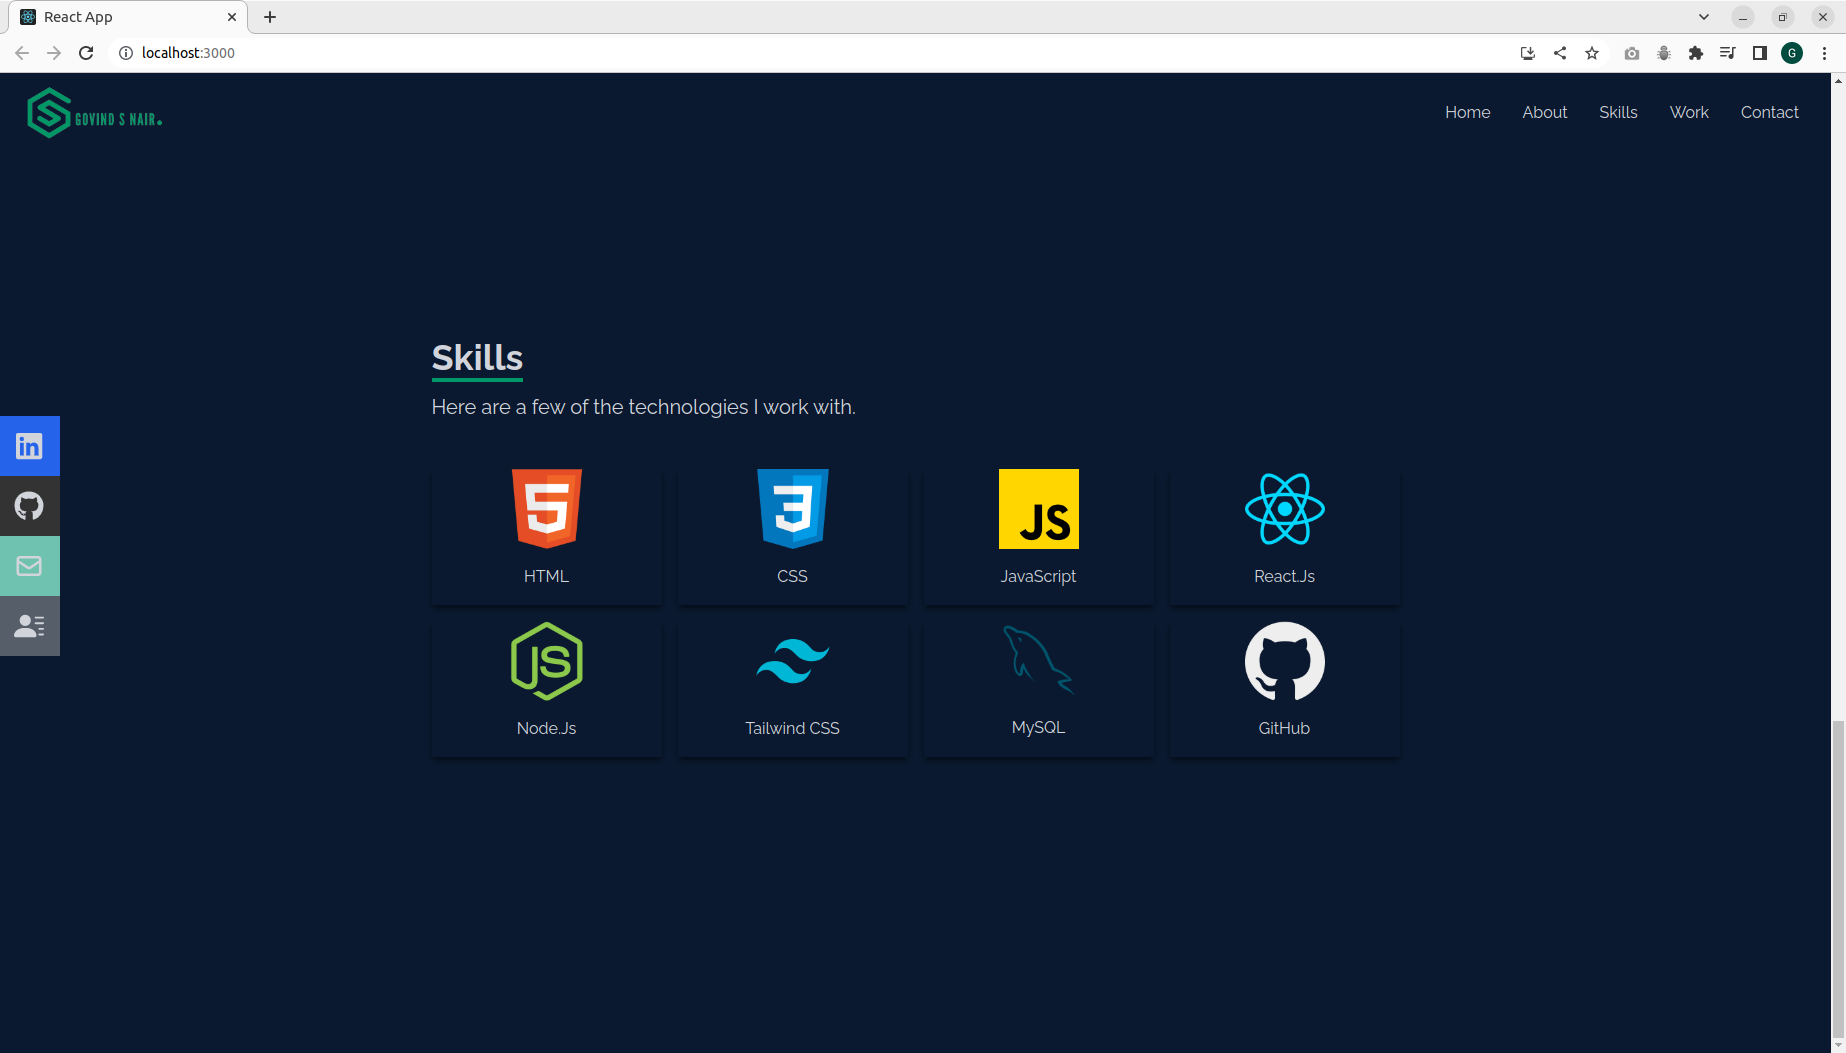 React App
localhost:3000
G
GOVIND S NAIR.
Home About Skills Work Contact
Skills
Here are a few of the technologies I work with.
in
5 3 JS
HTML CSS JavaScript React.Js
JS
Node.Js Tailwind CSS MySQL GitHub